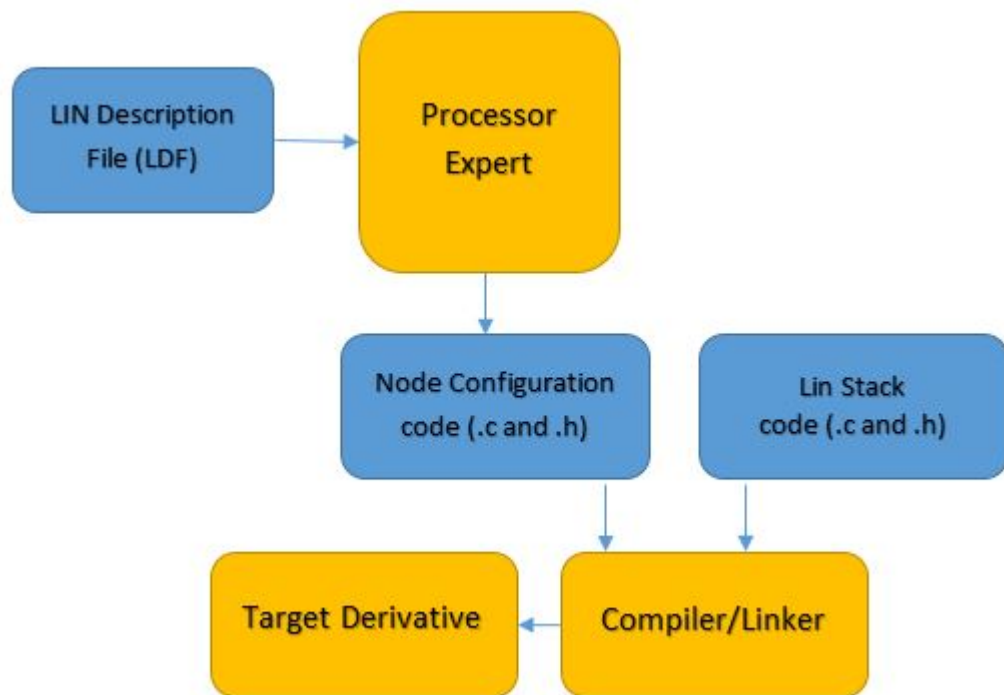 LIN Description
File (LDF)
Processor
Expert
Node Configuration
code (.c and .h)
Lin Stack
code (.c and .h)
Target Derivative
Compiler/Linker